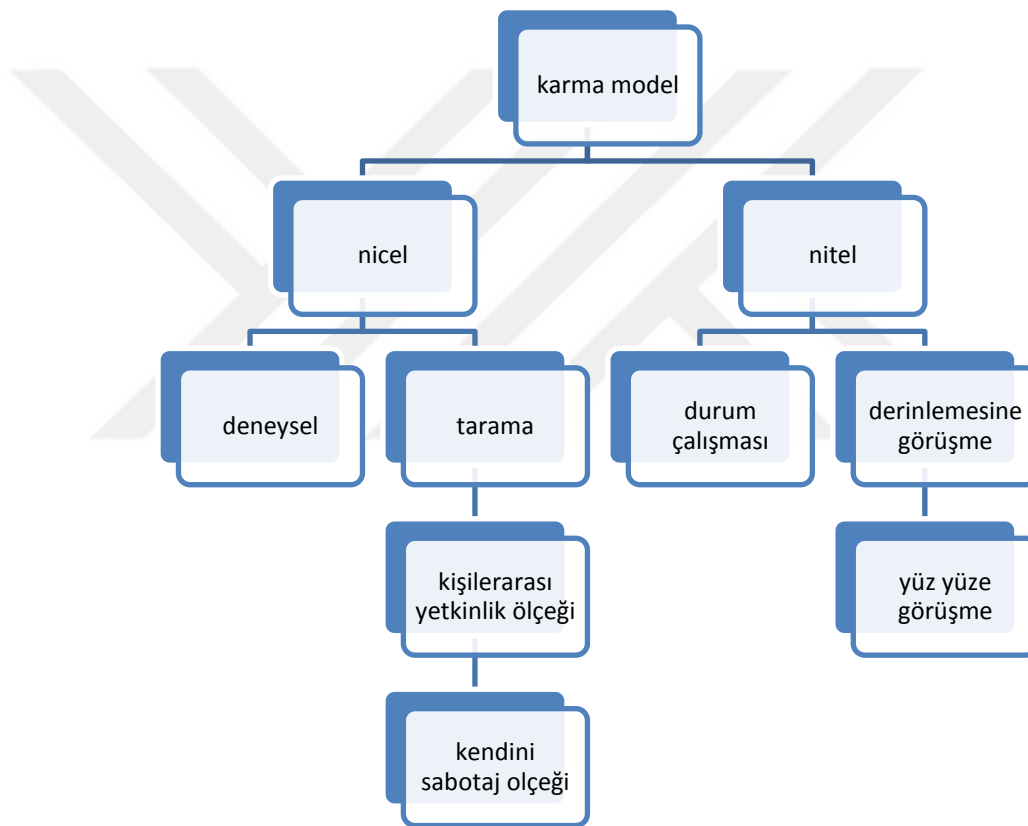 karma model
nicel
nitel
deneysel
tarama
durum
çalışması
derinlemesine
görüşme
kişilerarası
yetkinlik ölçeği
yüz yüze
görüşme
kendini
sabotaj olçeği